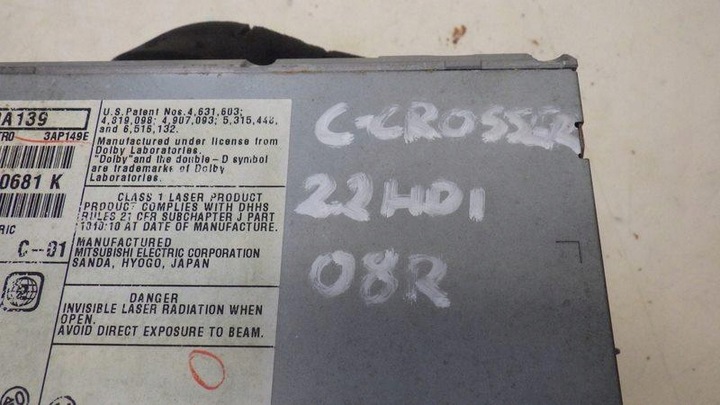 A139
TRO 3AP149E
0681 K
RIC
C-01
U.S. Patent Nos. 4,631,603;
4,819,098; 4,907,093; 5,315,448,
and 6,516,132.
Manufactured under license from
Dolby Laboratories.
"Dolby" and the double-D symbol
are trademarks of Dolby
Laboratories.
CLASS 1 LASER PRODUCT
PRODUCT COMPLIES WITH DHHS
RULES 21 CFR SUBCHAPTER J PART
1040.10 AT DATE OF MANUFACTURE.
MANUFACTURED
MITSUBISHI ELECTRIC CORPORATION
SANDA, HYOGO, JAPAN
DANGER
INVISIBLE LASER RADIATION WHEN
OPEN.
AVOID DIRECT EXPOSURE TO BEAM.
C-CROSSER
22HDI
08R